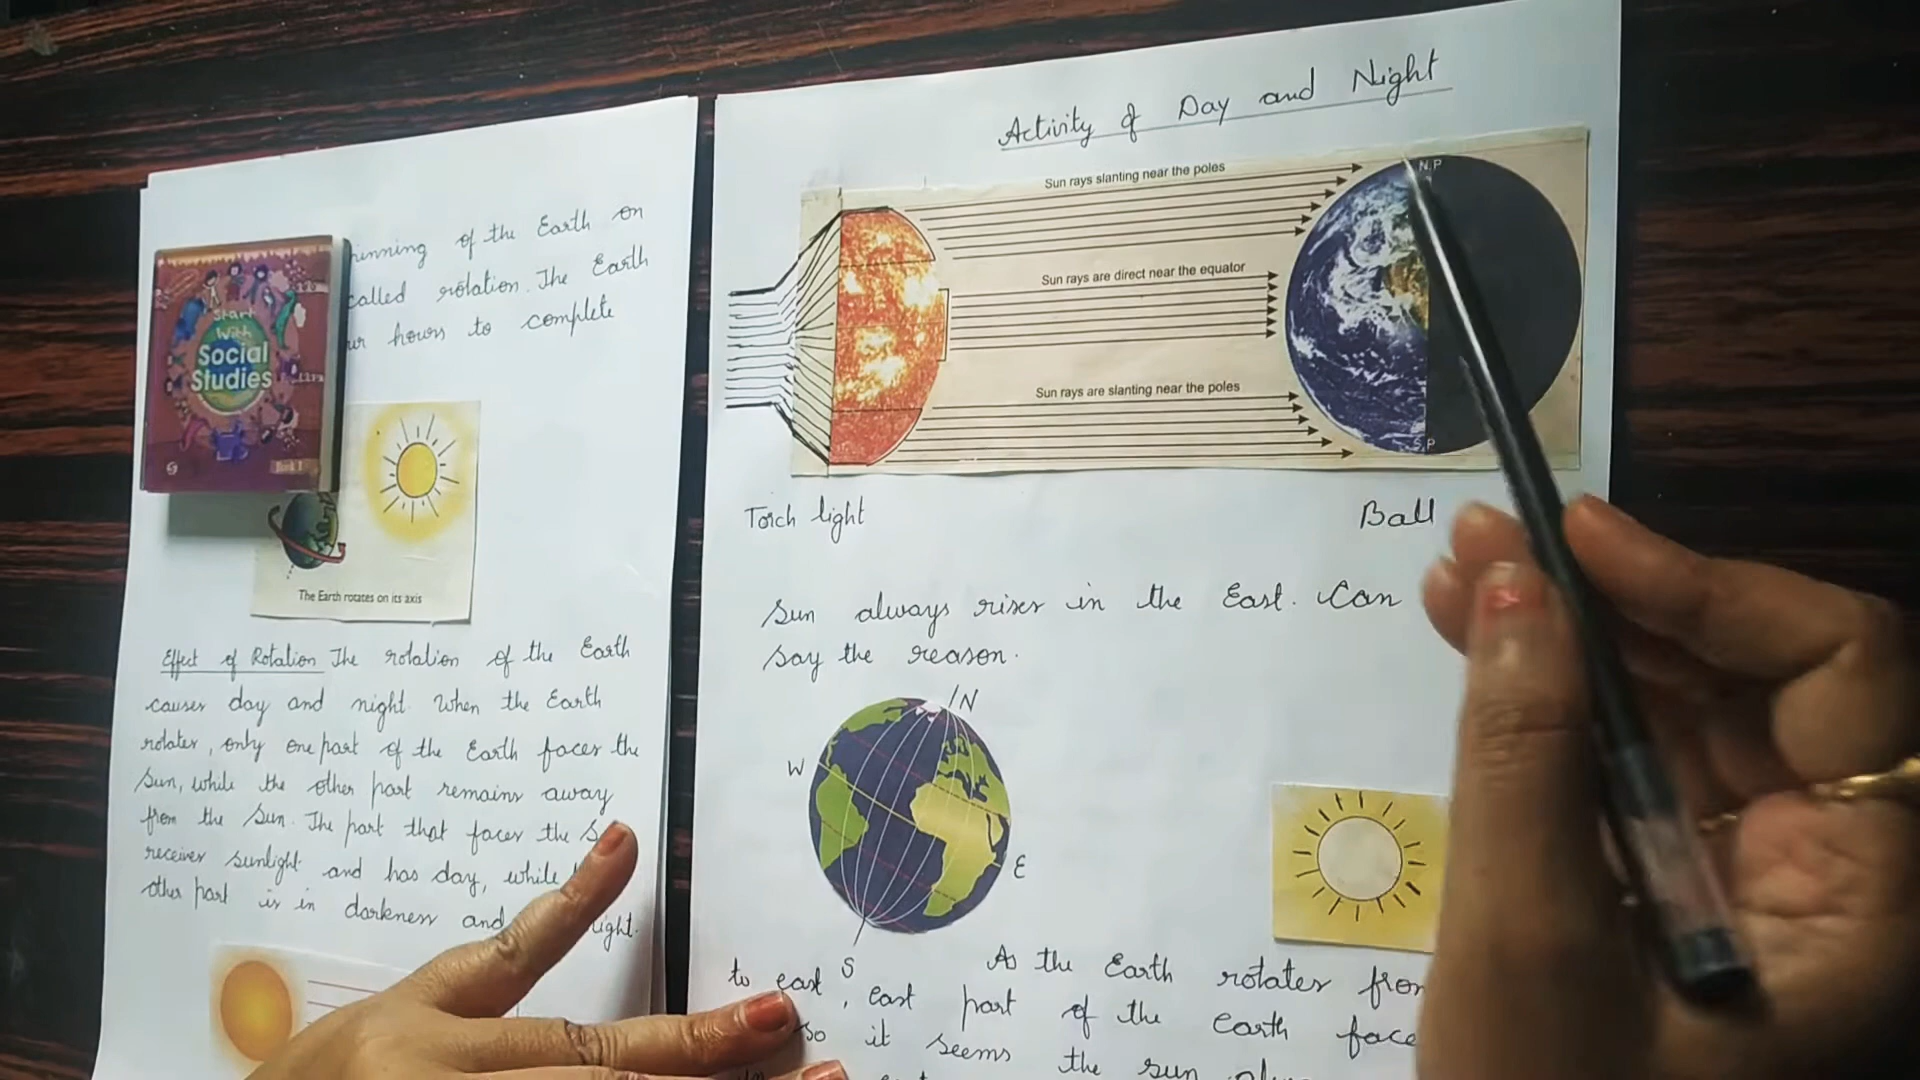 inning of the Earth on
called rotation. The Earth
ur hours to complete
Start
With
Social
Studies
Book 1
The Earth rotates on its axis
Effect of Rotation The rotation of the Earth
causes day and night. When the Earth
rotates, only one part of the Earth faces the
Sun, while the other part remains away
from the Sun. The part that faces the S
receives sunlight and has day, while
other part is in darkness and
night.
Activity of Day and Night
Sun rays slanting near the poles
N.P
Sun rays are direct near the equator
Sun rays are slanting near the poles
S.P
Torch light
Ball
Sun always rises in the East. Can
say the reason.
N
W
E
S
As the Earth rotates from
to east, east part of the earth face
so it seems the sun